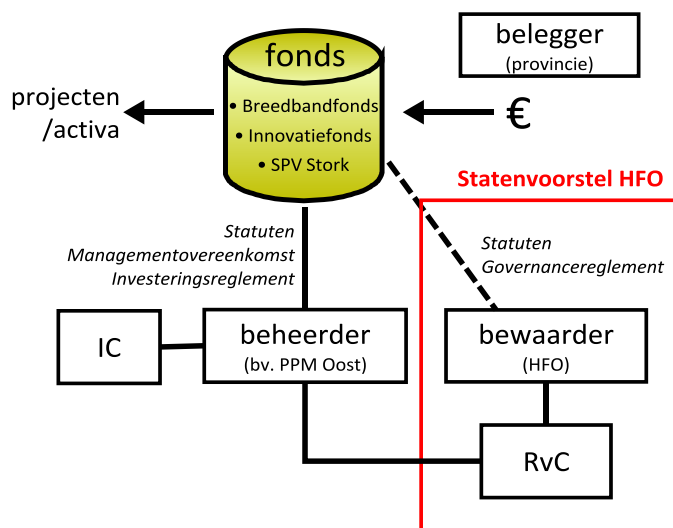 belegger
(provincie)
fonds
projecten
/activa
• Breedbandfonds
• Innovatiefonds
• SPV Stork
€
Statenvoorstel HFO
Statuten
Managementovereenkomst
Investeringsreglement
Statuten
Governancereglement
IC
beheerder
(bv. PPM Oost)
bewaarder
(HFO)
RvC